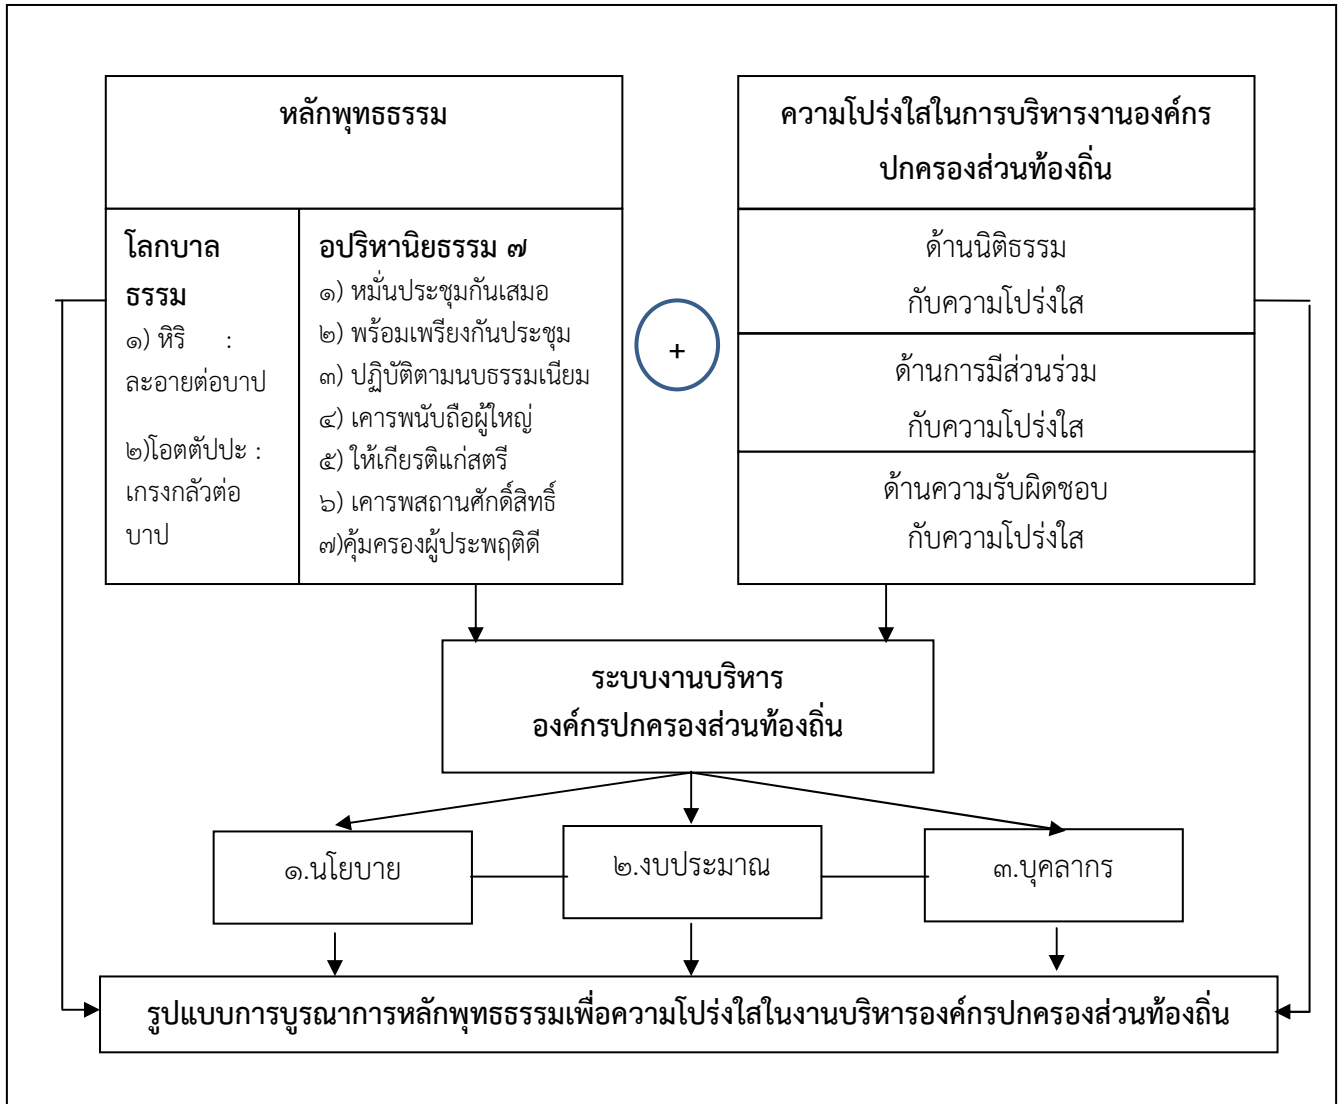 หลักพุทธธรรม
โลกบาล
ธรรม
๑) หิริ :
ละอายต่อบาป
๒)โอตตัปปะ :
เกรงกลัวต่อ
บาป
อปริหานิยธรรม ๗
๑) หมั่นประชุมกันเสมอ
๒) พร้อมเพรียงกันประชุม
๓) ปฏิบัติตามนบธรรมเนียม
๔) เคารพนับถือผู้ใหญ่
๕) ให้เกียรติแก่สตรี
๖) เคารพสถานศักดิ์สิทธิ์
๗)คุ้มครองผู้ประพฤติดี
+
ความโปร่งใสในการบริหารงานองค์กร
ปกครองส่วนท้องถิ่น
ด้านนิติธรรม
กับความโปร่งใส
ด้านการมีส่วนร่วม
กับความโปร่งใส
ด้านความรับผิดชอบ
กับความโปร่งใส
ระบบงานบริหาร
องค์กรปกครองส่วนท้องถิ่น
๑.นโยบาย
๒.งบประมาณ
๓.บุคลากร
รูปแบบการบูรณาการหลักพุทธธรรมเพื่อความโปร่งใสในงานบริหารองค์กรปกครองส่วนท้องถิ่น